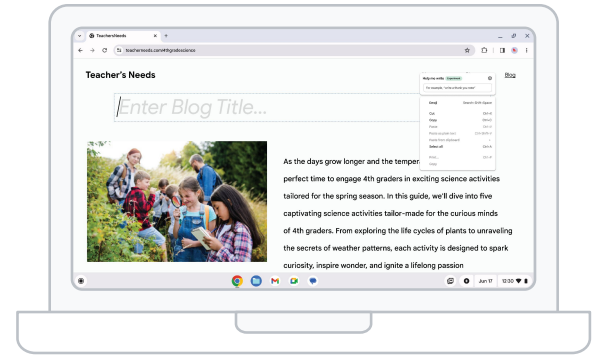 TeachersNeeds
teacherneeds.com/4thgradescience
Teacher's Needs
Blog
Help me write
Enter Blog Title...
Emoji
Cut
Copy
Paste
Select all
As the days grow longer and the temper
perfect time to engage 4th graders in exciting science activities
tailored for the spring season. In this guide, we'll dive into five
captivating science activities tailor-made for the curious minds
of 4th graders. From exploring the life cycles of plants to unraveling
the secrets of weather patterns, each activity is designed to spark
curiosity, inspire wonder, and ignite a lifelong passion
Jun 17
12:30